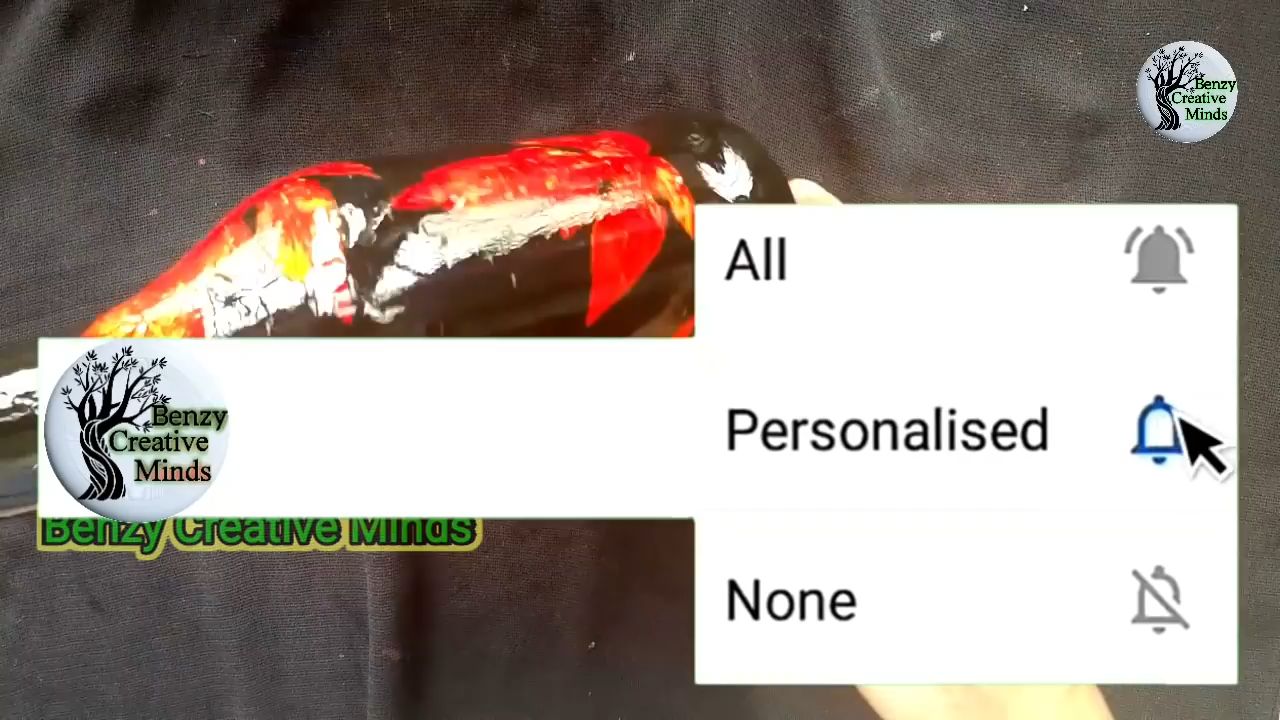 Benzy
Creative
Minds
All
Personalised
None
Benzy
Creative
Minds
Benzy Creative Minds